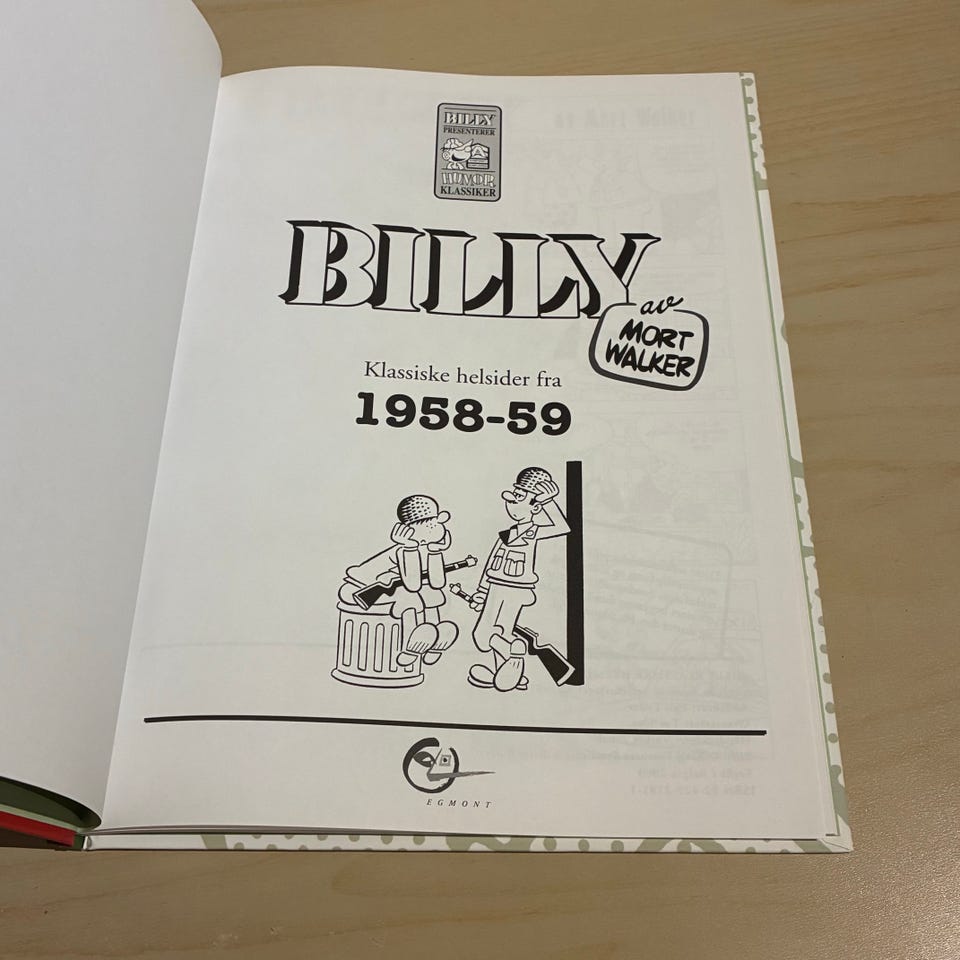 BILLY
PRESENTERER
HUMOR
KLASSIKER
BILLY
av
MORT
WALKER
Klassiske helsider fra
1958-59
EGMONT